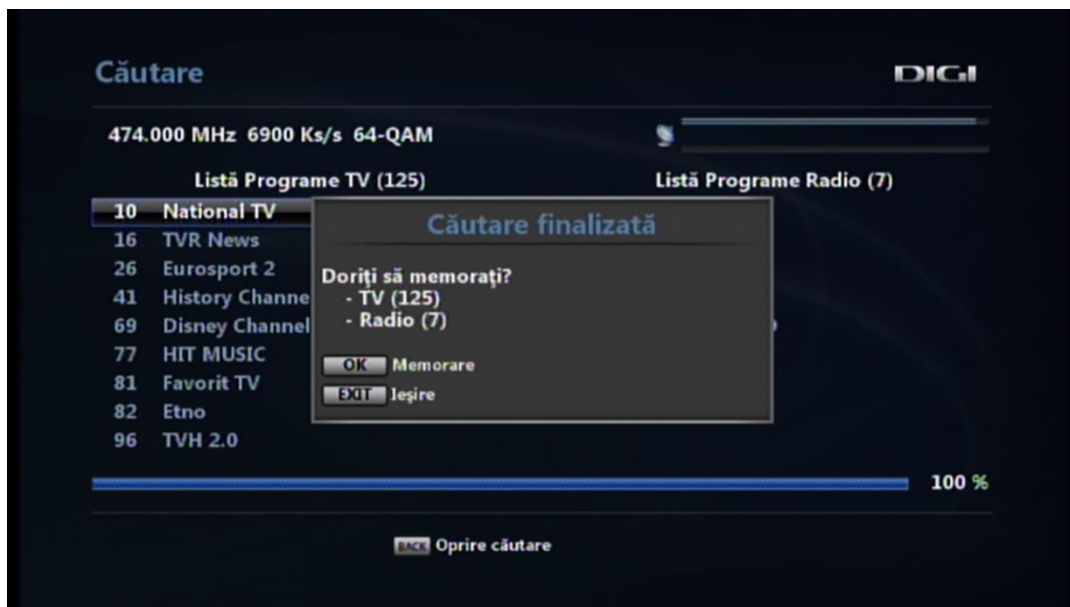 Căutare
DIGI
474.000 MHz 6900 Ks/s 64-QAM
Listă Programe TV (125)
Listă Programe Radio (7)
10 National TV
16 TVR News
26 Eurosport 2
41 History Channe
69 Disney Channel
77 HIT MUSIC
81 Favorit TV
82 Etno
96 TVH 2.0
Căutare finalizată
Doriţi să memoraţi?
- TV (125)
- Radio (7)
OK Memorare
EXIT Ieşire
100 %
BACK Oprire căutare